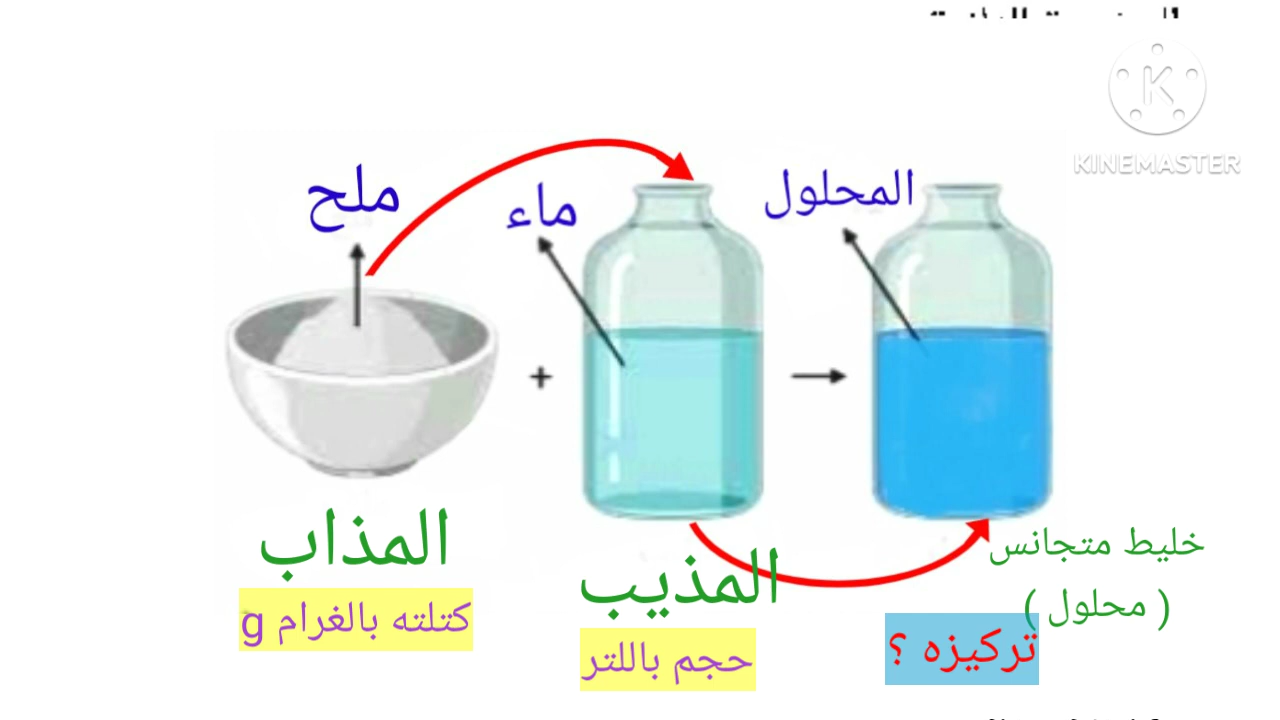 KINEMASTER
ملح
ماء
المحلول
+
المذاب
كتلته بالغرام g
المذيب
حجم باللتر
خليط متجانس
( محلول )
تركيزه ؟